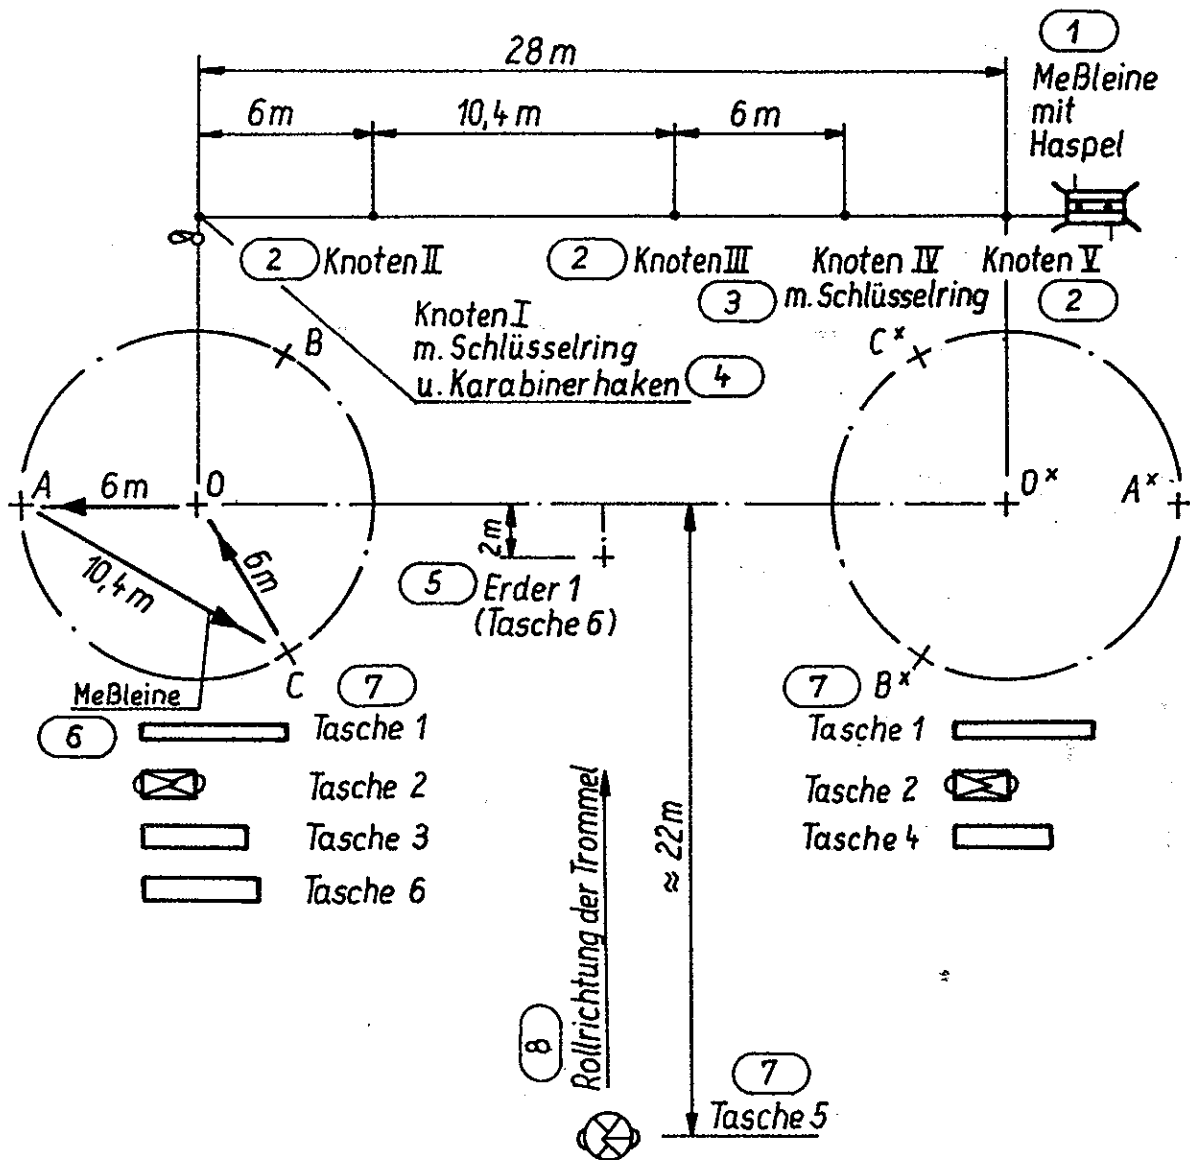 1
28 m
Meßleine
mit
Haspel
6 m
10,4 m
6 m
2 Knoten II
2 Knoten III
Knoten IV
Knoten V
3 m. Schlüsselring
2
Knoten I
m. Schlüsselring
u. Karabinerhaken 4
B
C*
A
6 m
O
O*
A*
2 m
6 m
10,4 m
5 Erder 1
(Tasche 6)
C
7
7
B*
Meßleine
6
Tasche 1
Tasche 1
Tasche 2
Tasche 2
Tasche 3
Tasche 4
Tasche 6
≈ 22 m
Rollrichtung der Trommel
8
7
Tasche 5